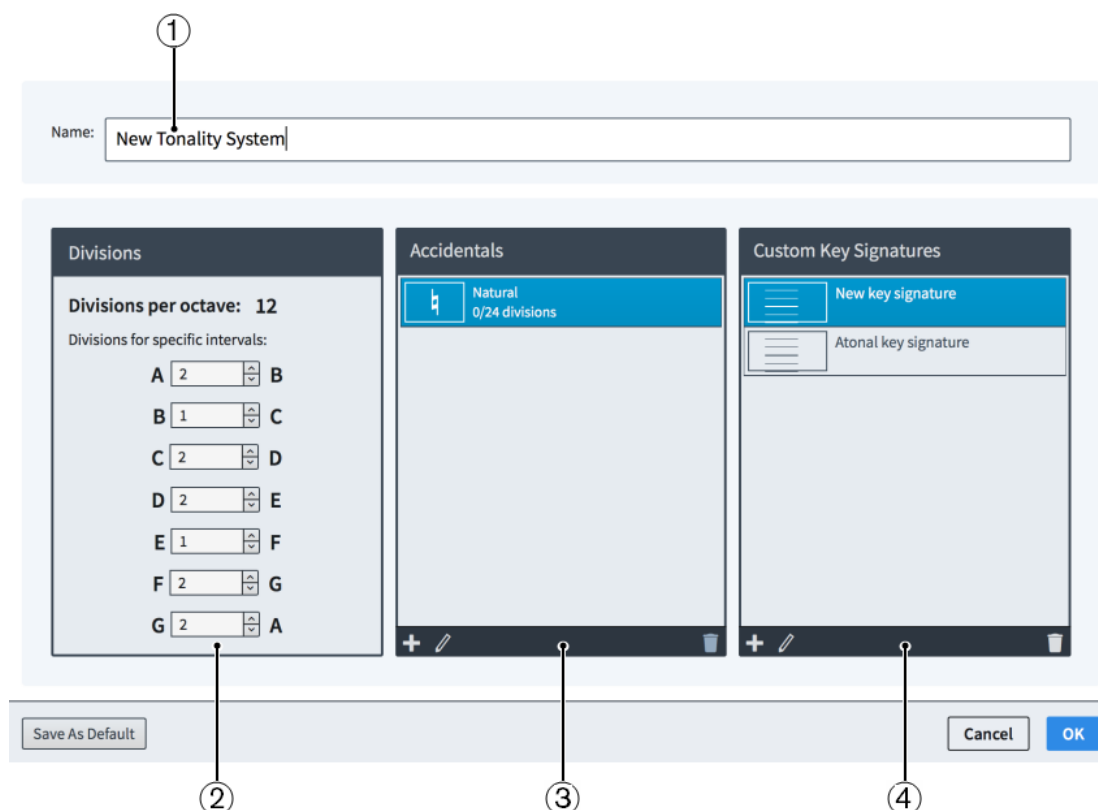 ①
Name: New Tonality System
Divisions
Divisions per octave: 12
Divisions for specific intervals:
A 2 B
B 1 C
C 2 D
D 2 E
E 1 F
F 2 G
G 2 A
Accidentals
Natural
0/24 divisions
Custom Key Signatures
New key signature
Atonal key signature
Save As Default
Cancel
OK
②
③
④